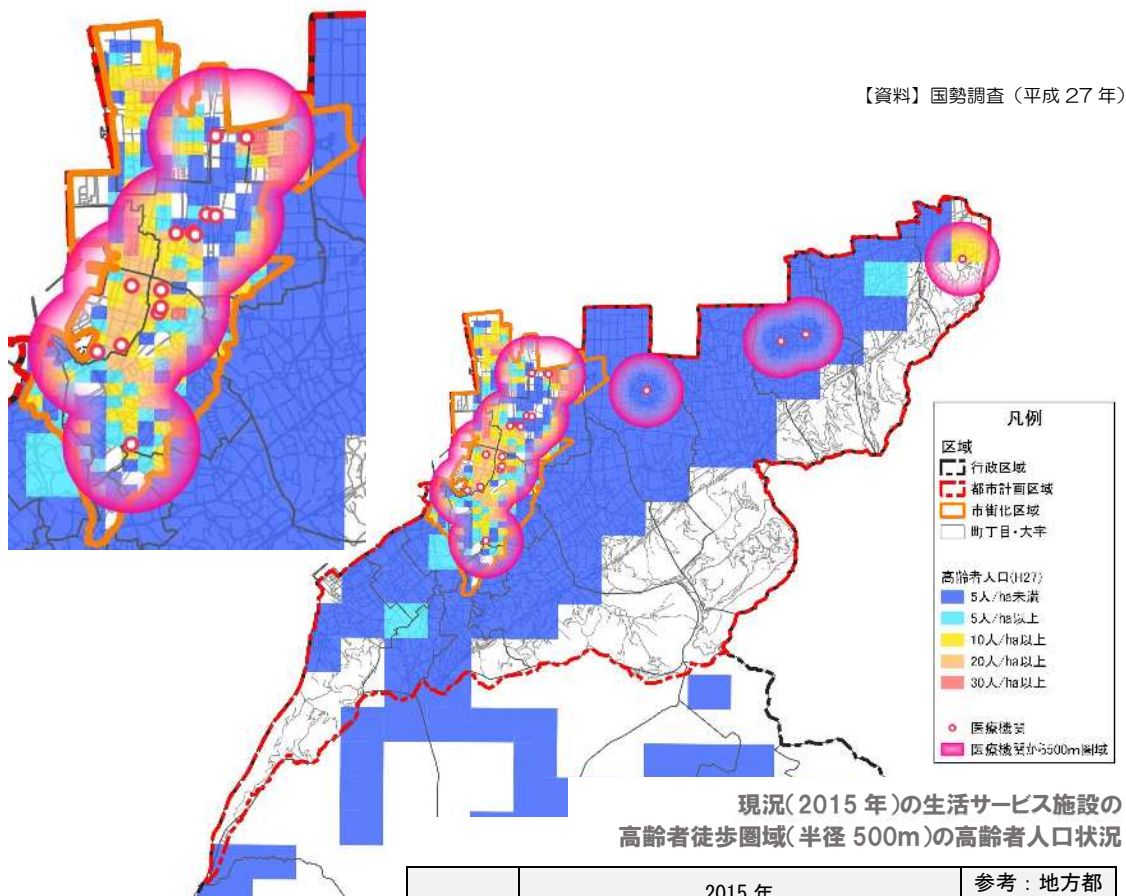 【資料】国勢調査（平成 27 年）
凡例
区域
行政区域
都市計画区域
市街化区域
町丁目・大字
高齢者人口(H27)
5人/ha未満
5人/ha以上
10人/ha以上
20人/ha以上
30人/ha以上
医療機関
医療機関から500m圏域
現況（2015 年）の生活サービス施設の
高齢者徒歩圏域（半径 500m）の高齢者人口状況
2015 年
参考：地方都